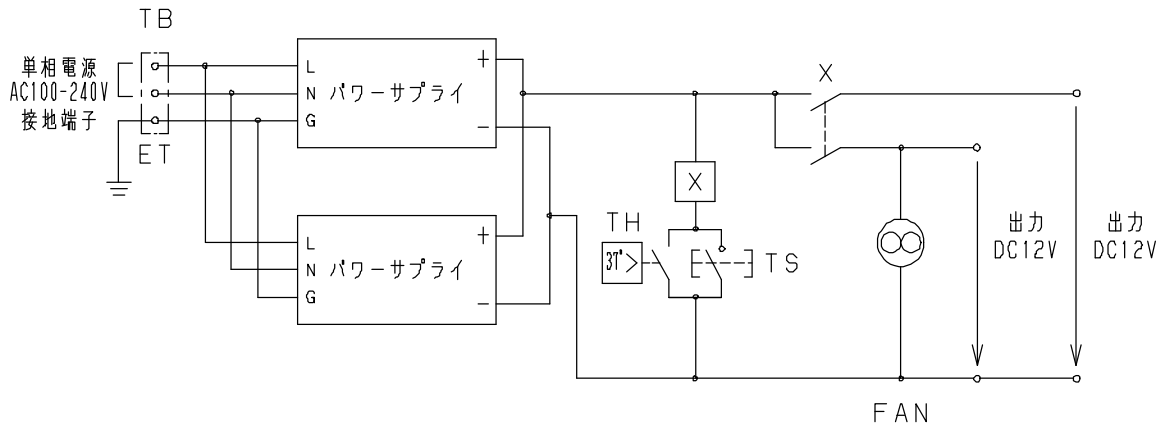 TB
単相電源
AC100-240V
接地端子
ET
L
N パワーサプライ
G
+
−
L
N パワーサプライ
G
+
−
X
TH
TS
X
出力
DC12V
出力
DC12V
FAN